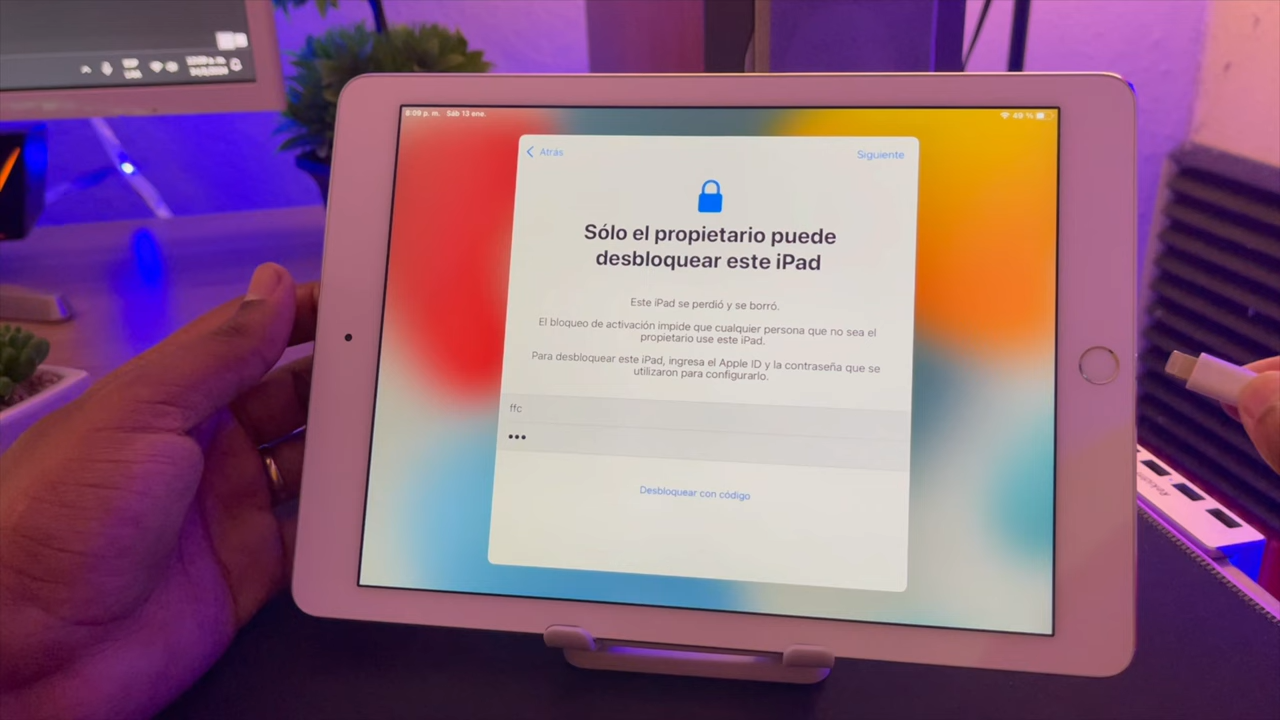 ESP
8:09 p. m. Sáb 13 ene.
49 %
Atrás
Siguiente
Sólo el propietario puede
desbloquear este iPad
Este iPad se perdió y se borró.
El bloqueo de activación impide que cualquier persona que no sea el
propietario use este iPad.
Para desbloquear este iPad, ingresa el Apple ID y la contraseña que se
utilizaron para configurarlo.
ffc
•••
Desbloquear con código